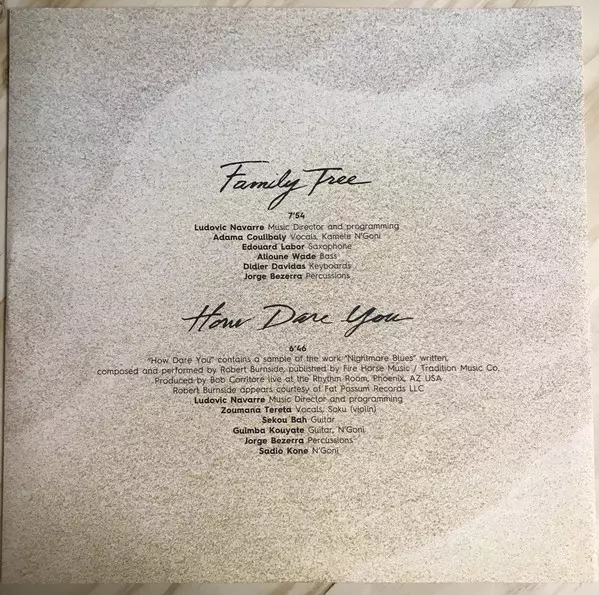 Family Tree
7'54
Ludovic Navarre Music Director and programming
Adama Coulibaly Vocals, Kamele N'Goni
Edouard Labor Saxophone
Alioune Wade Bass
Didier Davidas Keyboards
Jorge Bezerra Percussions
How Dare You
6'46
"How Dare You" contains a sample of the work "Nightmare Blues" written,
composed and performed by Robert Burnside, published by Fire Horse Music / Tradition Music Co.
Produced by Bob Corritore live at the Rhythm Room, Phoenix, AZ USA
Robert Burnside appears courtesy of Fat Possum Records LLC
Ludovic Navarre Music Director and programming
Zoumana Tereta Vocals, Soku (violin)
Sekou Bah Guitar
Guimba Kouyate Guitar, N'Goni
Jorge Bezerra Percussions
Sadio Kone N'Goni